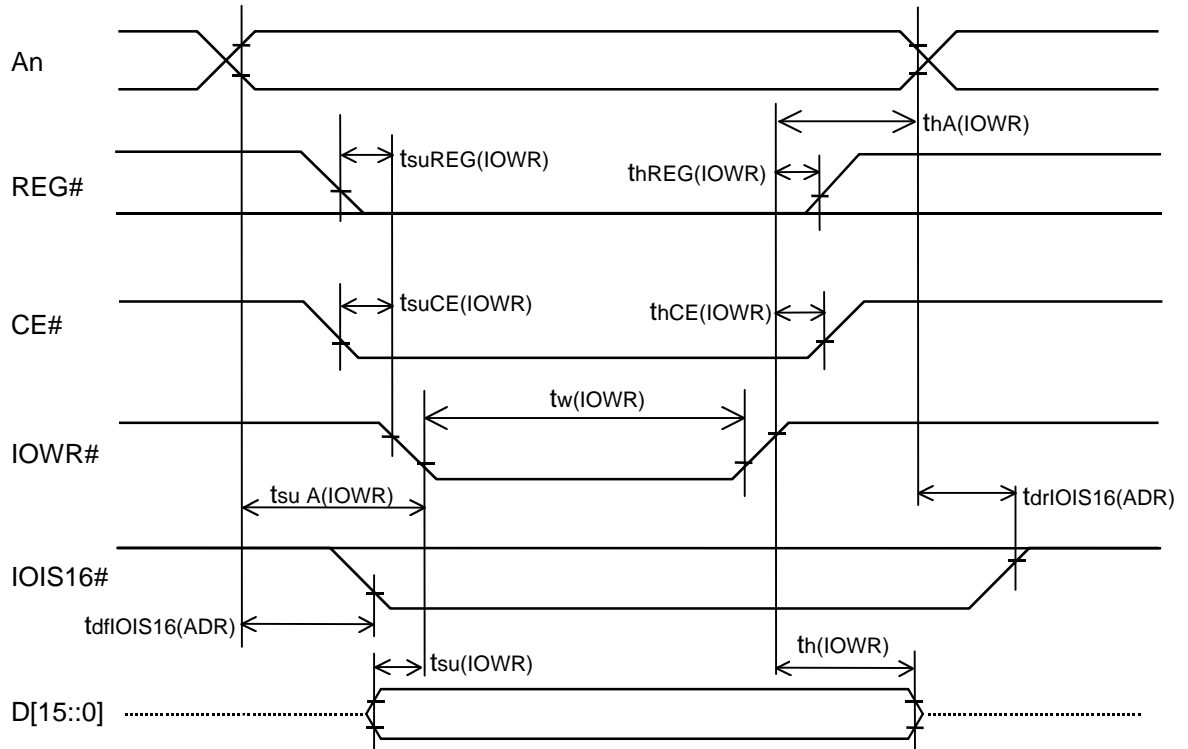 An
thA(IOWR)
tsuREG(IOWR)
thREG(IOWR)
REG#
tsuCE(IOWR)
thCE(IOWR)
CE#
tw(IOWR)
IOWR#
tsu A(IOWR)
tdrIOIS16(ADR)
IOIS16#
tdfIOIS16(ADR)
tsu(IOWR)
th(IOWR)
D[15::0]